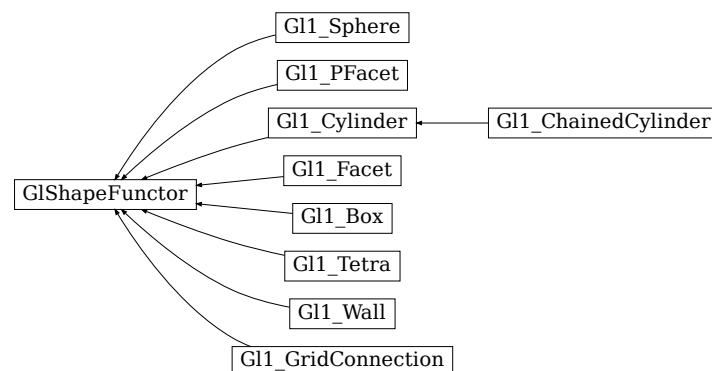 Gl1_Sphere
Gl1_PFacet
Gl1_Cylinder
Gl1_ChainedCylinder
Gl1_Facet
GlShapeFunctor
Gl1_Box
Gl1_Tetra
Gl1_Wall
Gl1_GridConnection